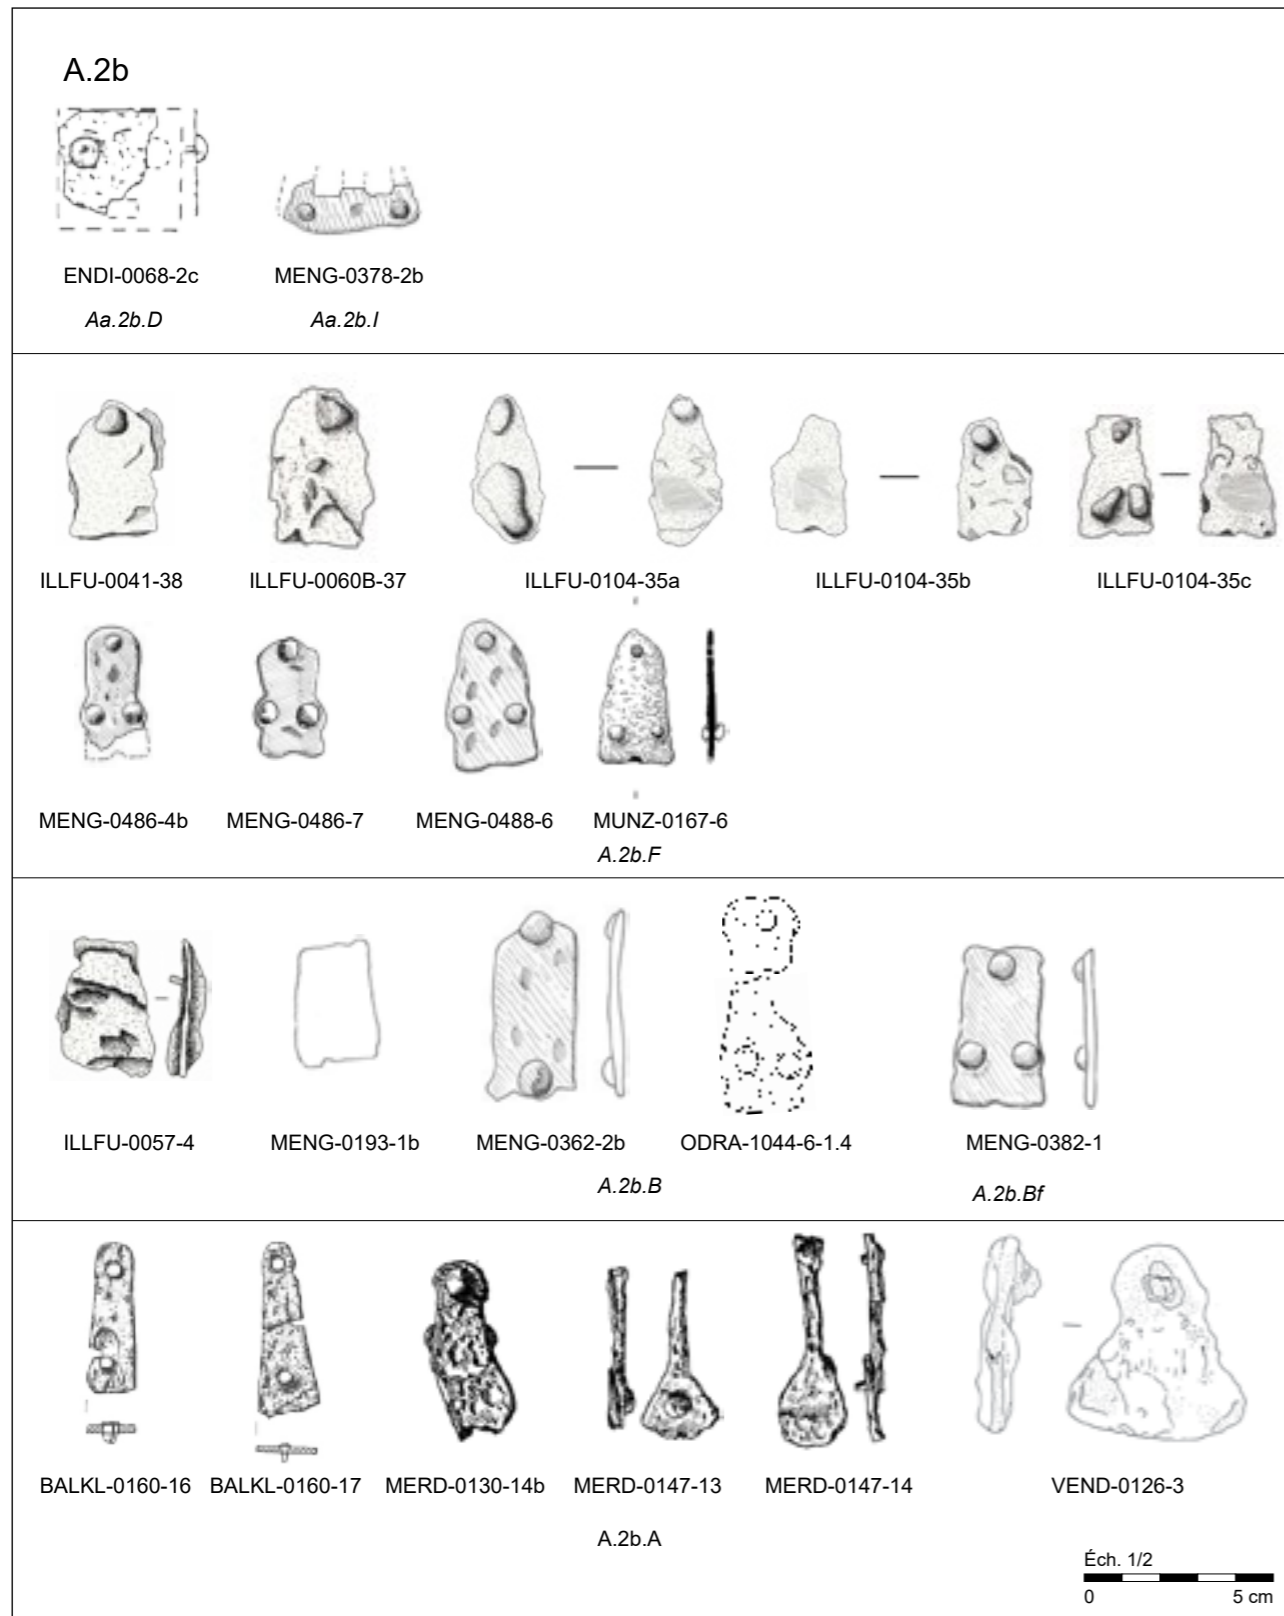 A.2b
ENDI-0068-2c MENG-0378-2b
Aa.2b.D Aa.2b.I
ILLFU-0041-38 ILLFU-0060B-37 ILLFU-0104-35a ILLFU-0104-35b ILLFU-0104-35c
MENG-0486-4b MENG-0486-7 MENG-0488-6 MUNZ-0167-6
A.2b.F
ILLFU-0057-4 MENG-0193-1b MENG-0362-2b ODRA-1044-6-1.4 MENG-0382-1
A.2b.B A.2b.Bf
BALKL-0160-16 BALKL-0160-17 MERD-0130-14b MERD-0147-13 MERD-0147-14 VEND-0126-3
A.2b.A
Éch. 1/2
0 5 cm